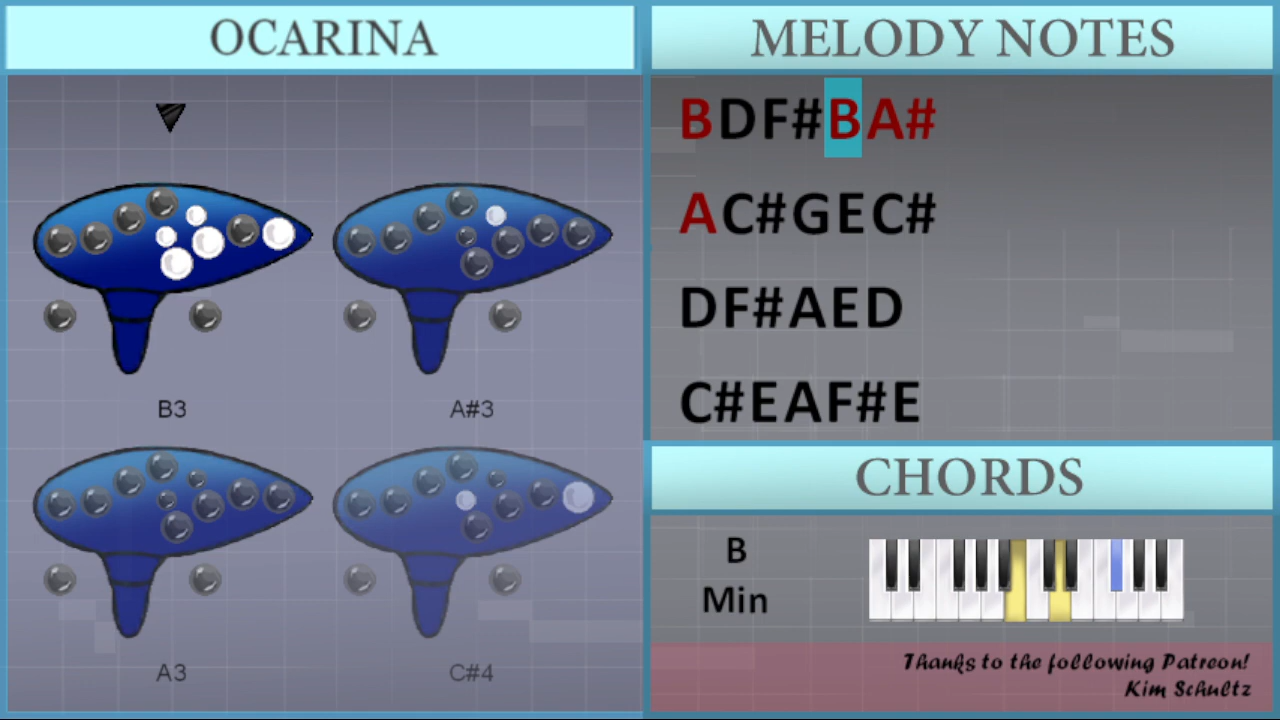 OCARINA
B3
A#3
A3
C#4
MELODY NOTES
BDF#BA#
AC#GEC#
DF#AED
C#EAF#E
CHORDS
B
Min
Thanks to the following Patreon!
Kim Schultz